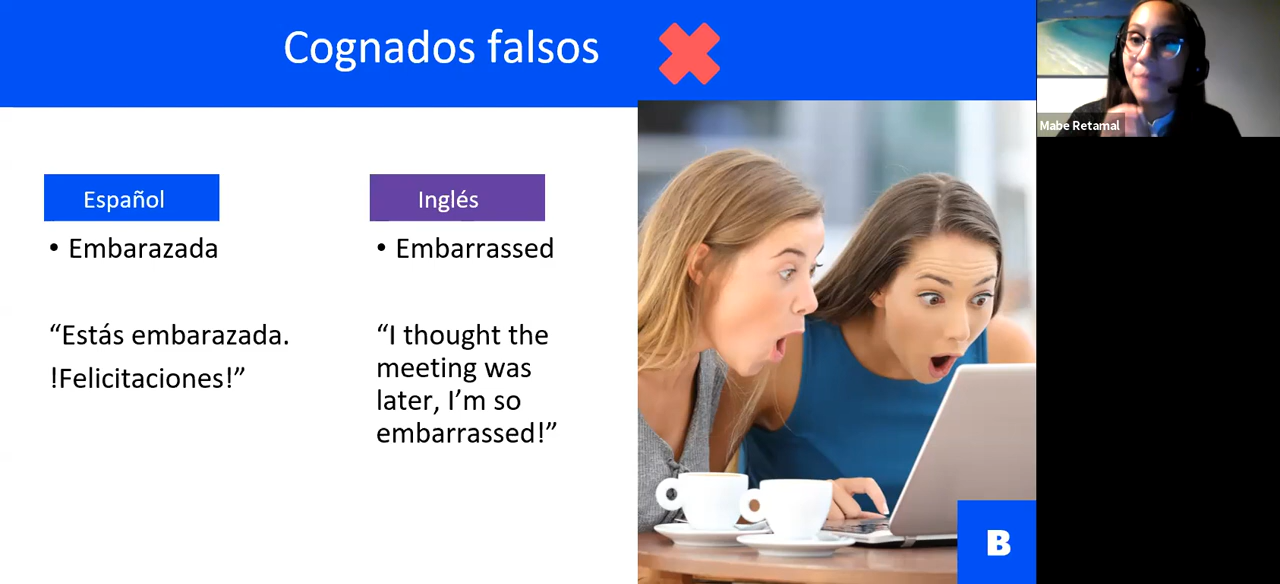 Cognados falsos
Español
Inglés
• Embarazada
• Embarrassed
“Estás embarazada.
!Felicitaciones!”
“I thought the
meeting was
later, I’m so
embarrassed!”
B
Mabe Retamal